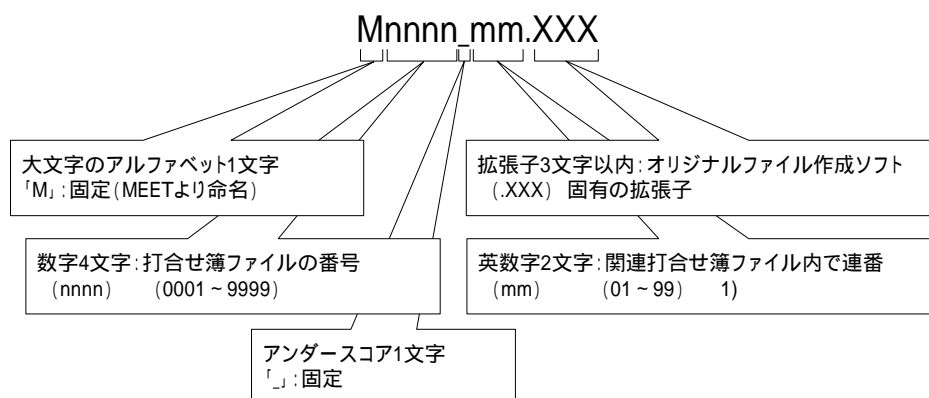 Mnnnn_mm.XXX
大文字のアルファベット1文字
「M」:固定(MEETより命名)
拡張子3文字以内:オリジナルファイル作成ソフト
(.XXX) 固有の拡張子
数字4文字:打合せ簿ファイルの番号
(nnnn) (0001~9999)
英数字2文字:関連打合せ簿ファイル内で連番
(mm) (01~99) 1)
アンダースコア1文字
「_」:固定